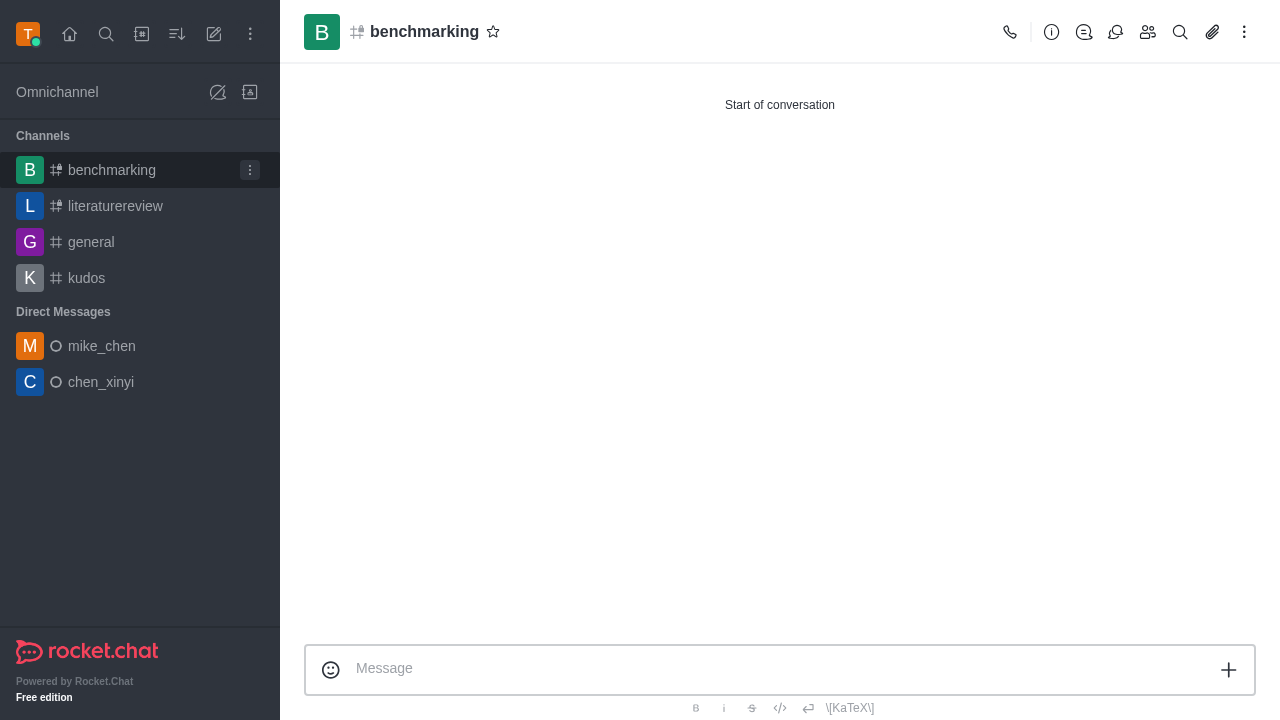 T
B benchmarking
Omnichannel
Start of conversation
Channels
B benchmarking
L literaturereview
G general
K kudos
Direct Messages
M mike_chen
C chen_xinyi
rocket.chat
Message
Powered by Rocket.Chat
Free edition
B i S \[KaTeX\]